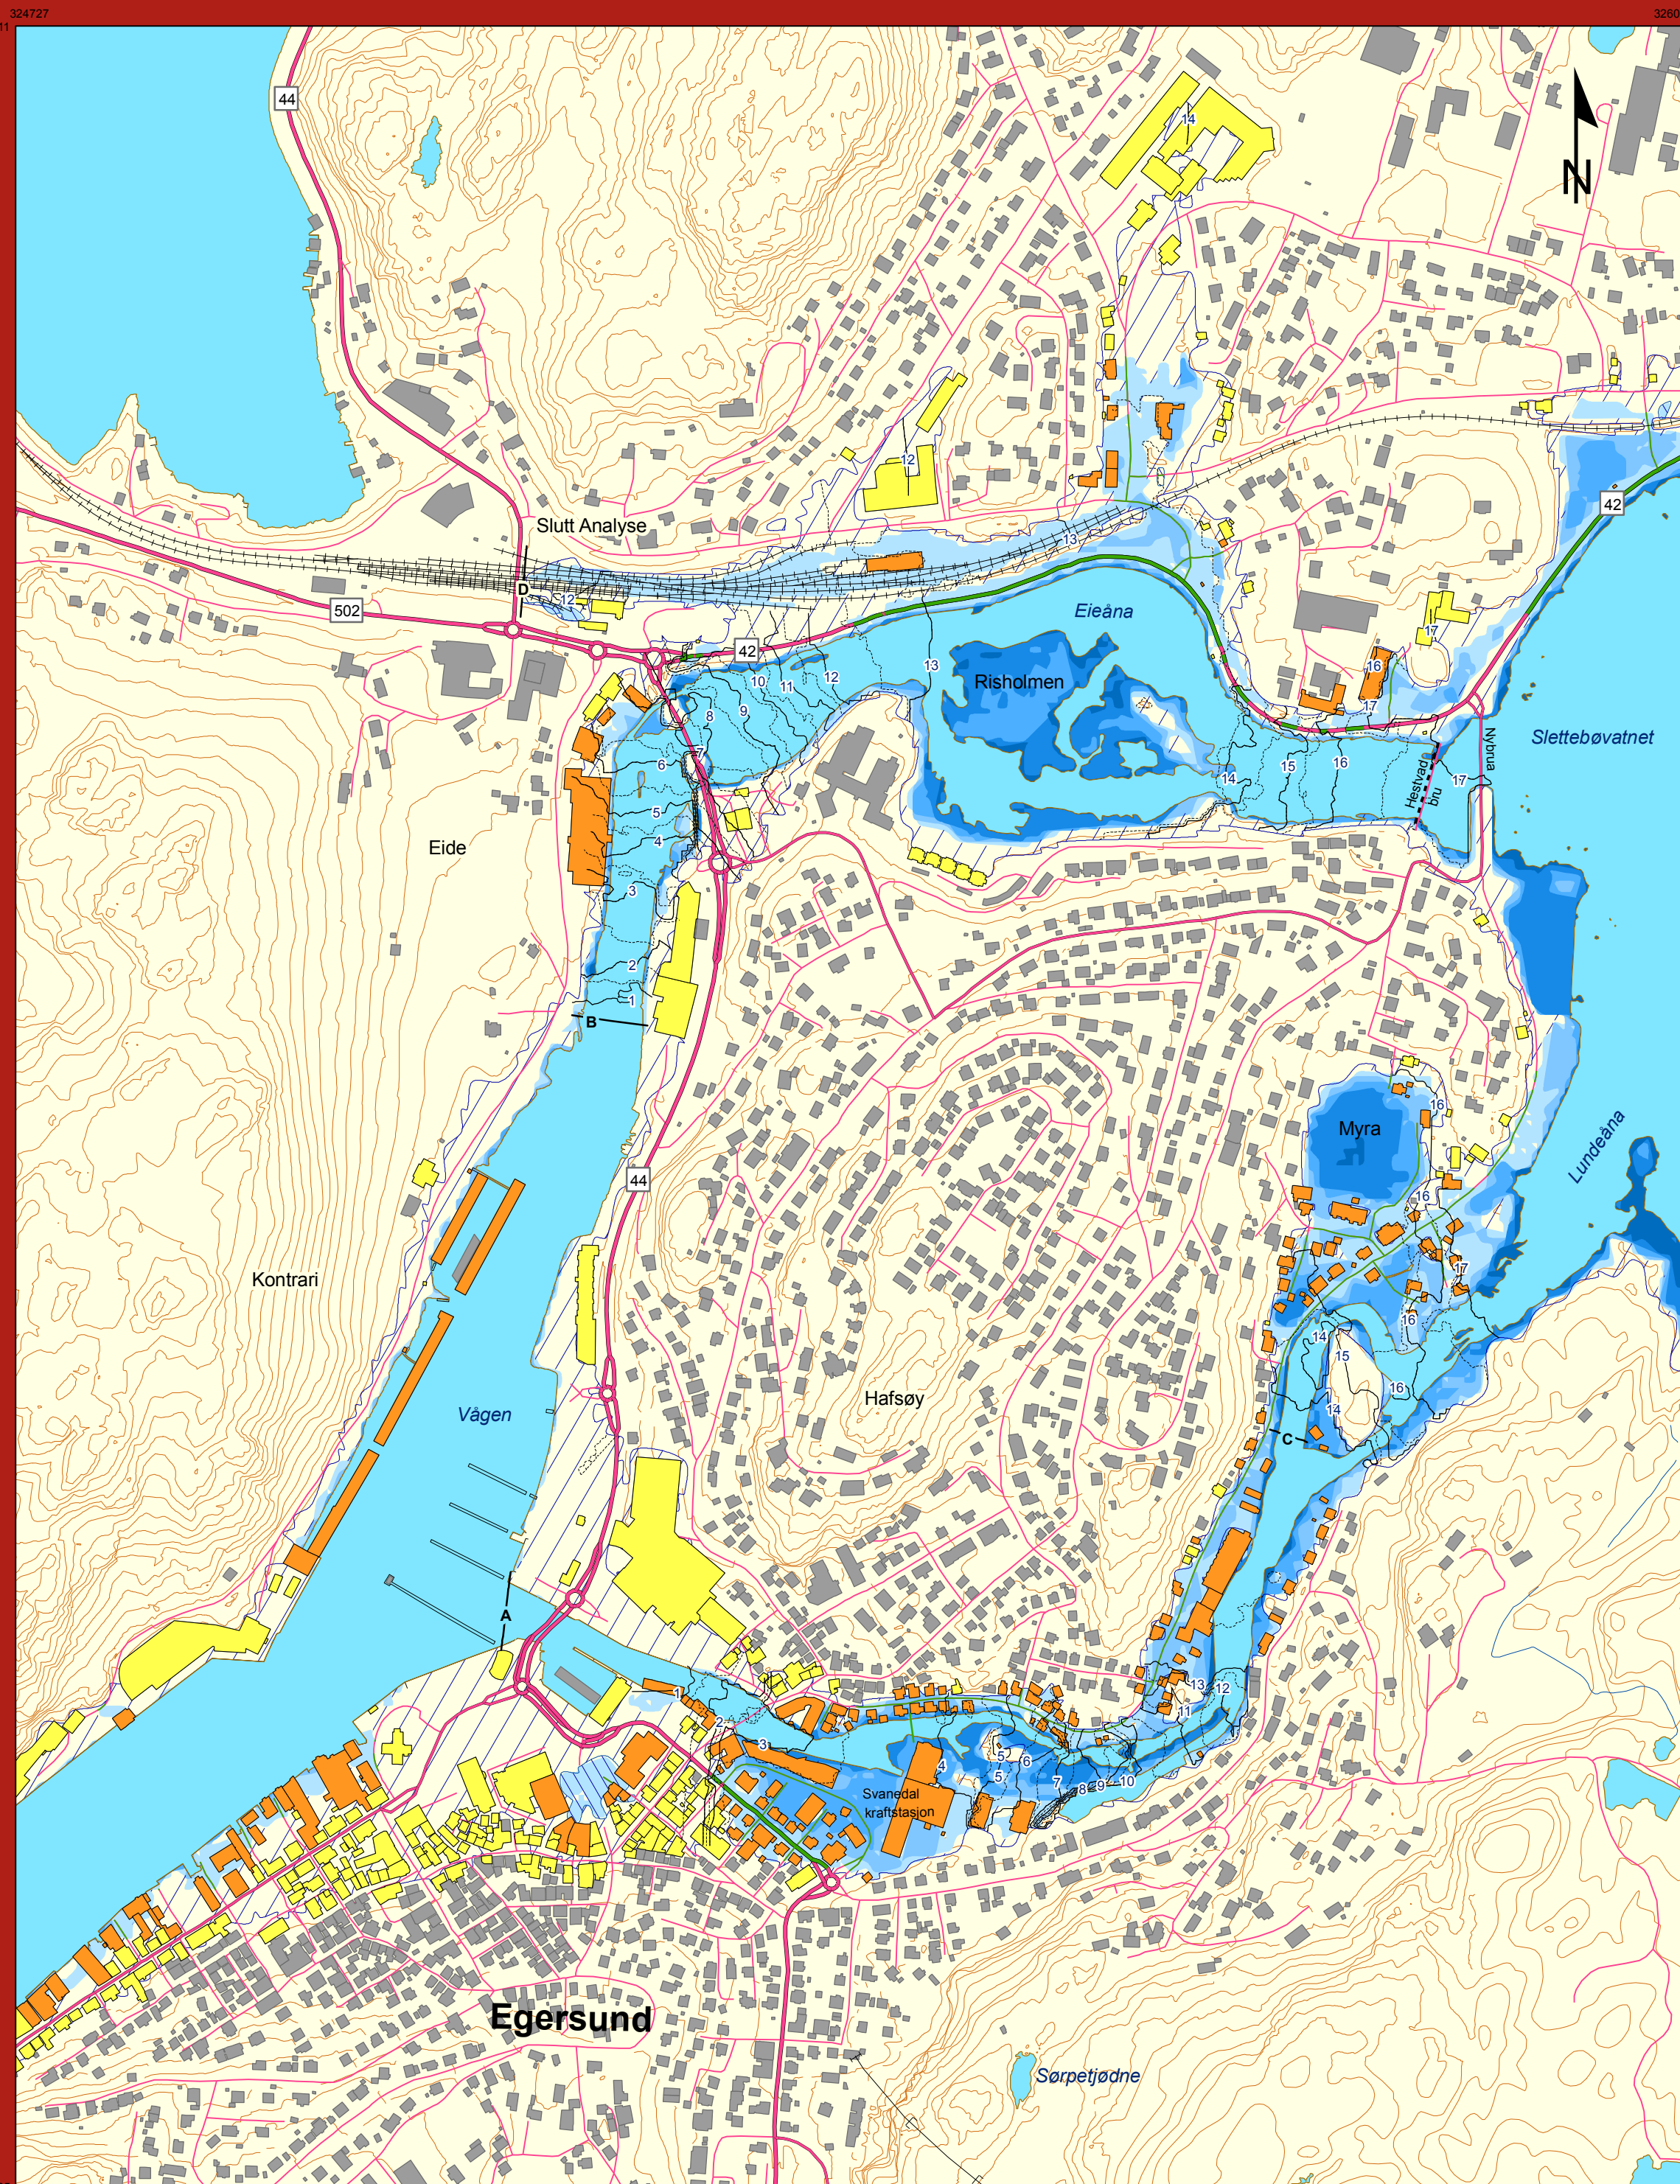 324727
3260
11
44
14
N
42
12
Slutt Analyse
13
D
12
502
Eieåna
17
42
13
Risholmen
16
10
11
12
17
8
9
Slettebøvatnet
Nybrua
7
6
14
15
16
17
Hestvad
bru
5
4
Eide
3
2
1
B
16
Myra
Lundeåna
44
16
Kontrari
17
16
14
15
16
Hafsøy
Vågen
14
C
A
13
12
1
11
2
3
4
5
6
5
7
8
9
10
Svanedal
kraftstasjon
Egersund
Sørpetjødne